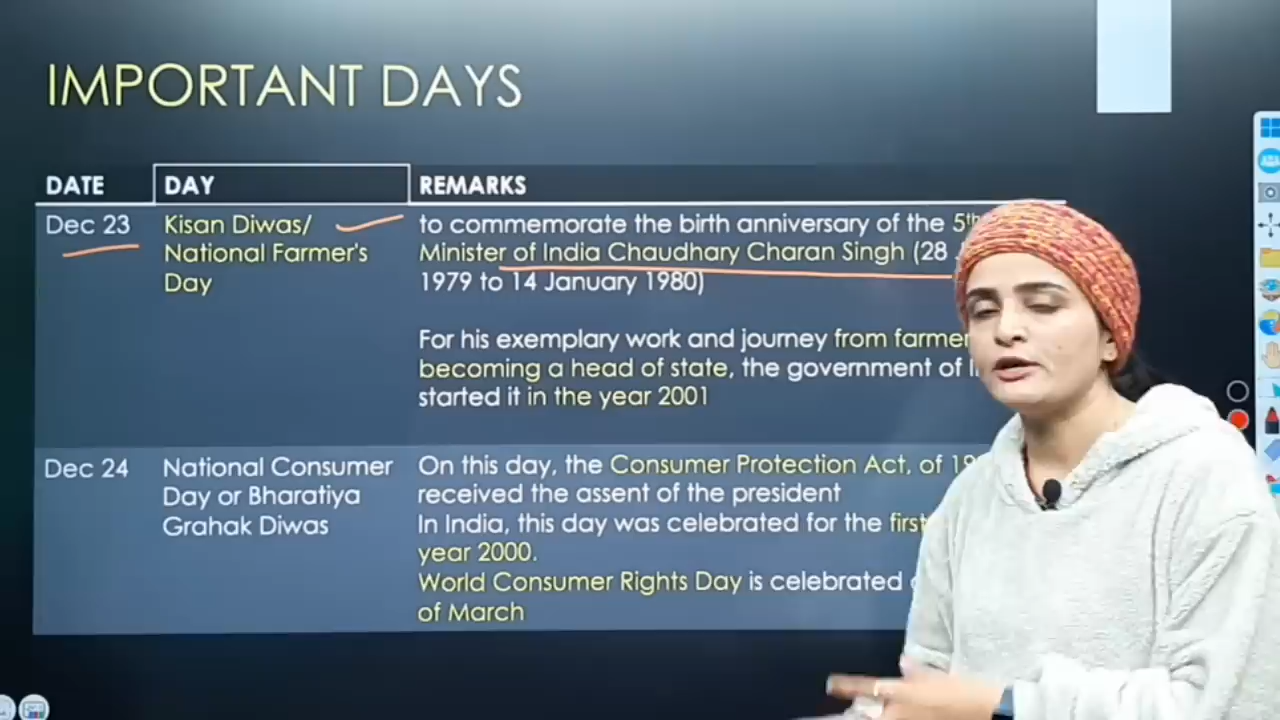 IMPORTANT DAYS
DATE DAY REMARKS
Dec 23 Kisan Diwas/ to commemorate the birth anniversary of the 5th
National Farmer's Minister of India Chaudhary Charan Singh (28
Day 1979 to 14 January 1980)
For his exemplary work and journey from farmer
becoming a head of state, the government of
started it in the year 2001
Dec 24 National Consumer On this day, the Consumer Protection Act, of
Day or Bharatiya received the assent of the president
Grahak Diwas In India, this day was celebrated for the first
year 2000.
World Consumer Rights Day is celebrated
of March